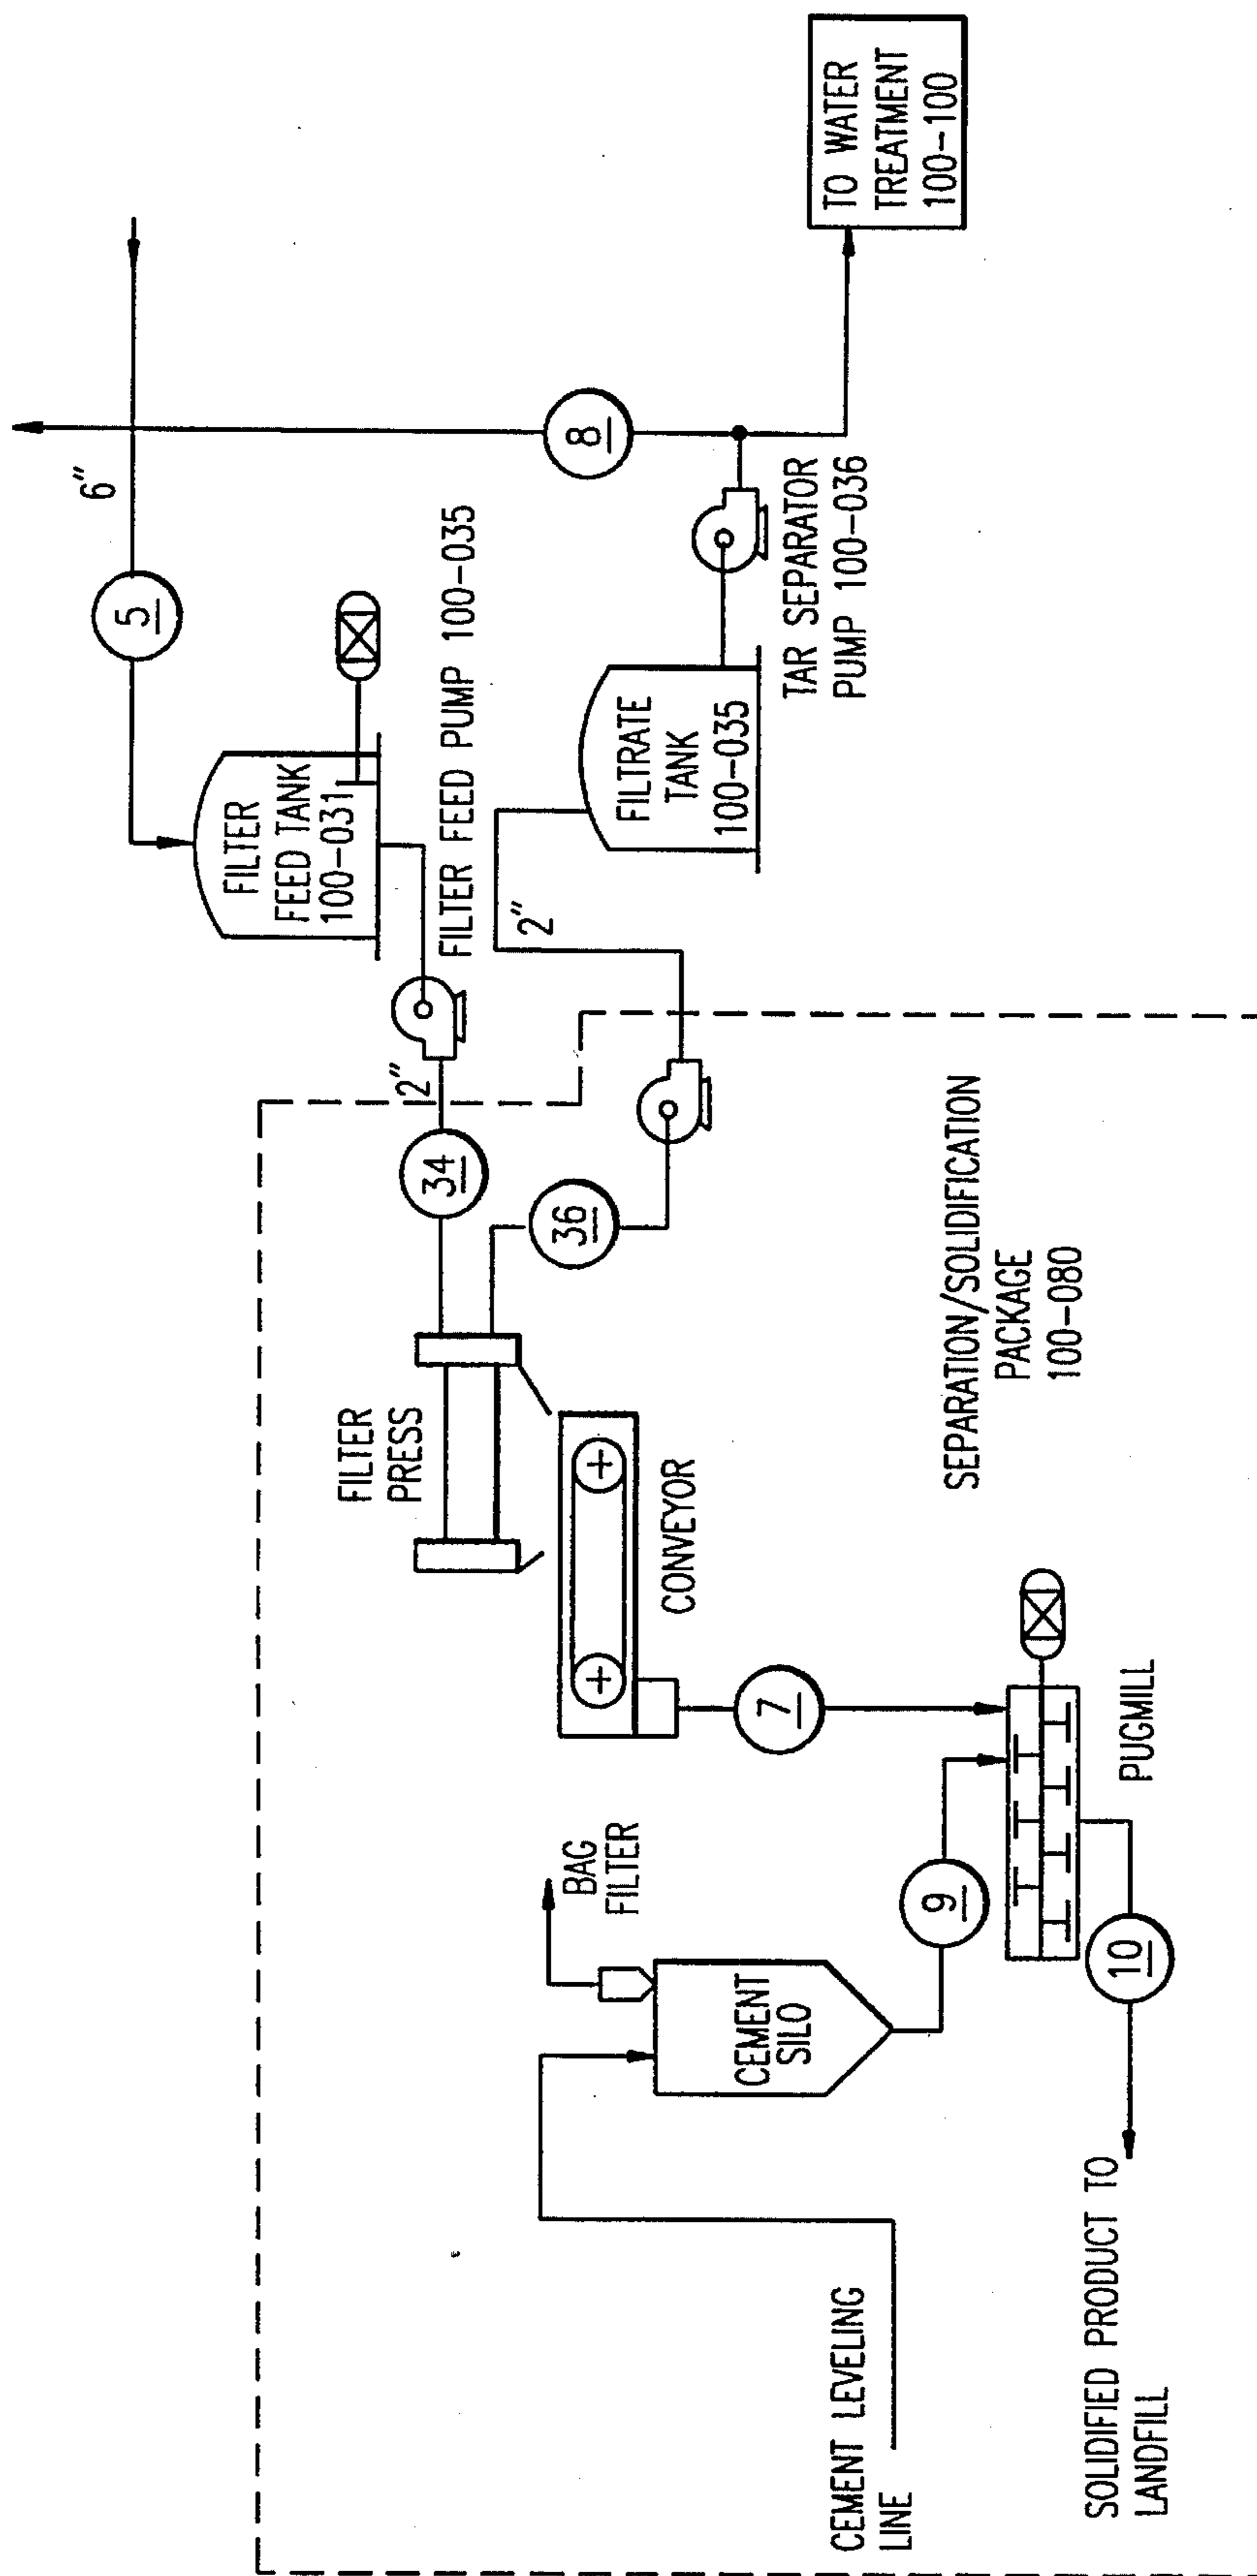 6"
5
FILTER
FEED TANK
100-031
FILTER FEED PUMP 100-035
2"
34
FILTER
PRESS
36
2"
FILTRATE
TANK
100-035
TAR SEPARATOR
PUMP 100-036
8
TO WATER
TREATMENT
100-100
CONVEYOR
7
SEPARATION/SOLIDIFICATION
PACKAGE
100-080
BAG
FILTER
CEMENT
SILO
9
PUGMILL
10
CEMENT LEVELING
LINE
SOLIDIFIED PRODUCT TO
LANDFILL